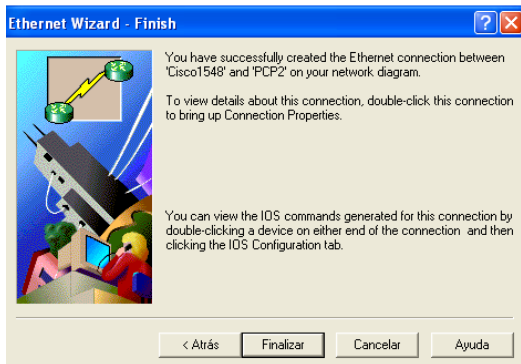 Ethernet Wizard - Finish
You have successfully created the Ethernet connection between
'Cisco1548' and 'PCP2' on your network diagram.
To view details about this connection, double-click this connection
to bring up Connection Properties.
You can view the IOS commands generated for this connection by
double-clicking a device on either end of the connection and then
clicking the IOS Configuration tab.
< Atrás Finalizar Cancelar Ayuda